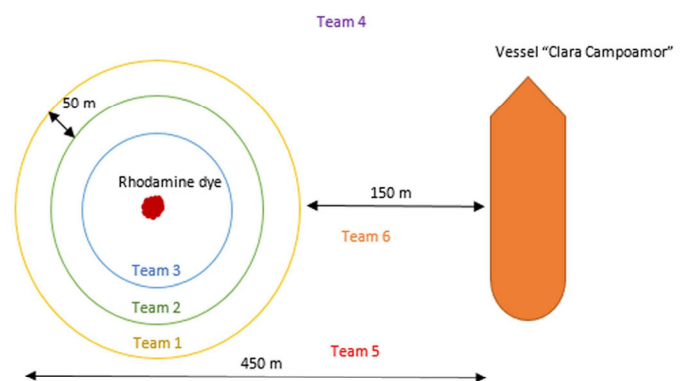 Team 4
Vessel “Clara Campoamor”
50 m
Rhodamine dye
150 m
Team 6
Team 3
Team 2
Team 1
Team 5
450 m